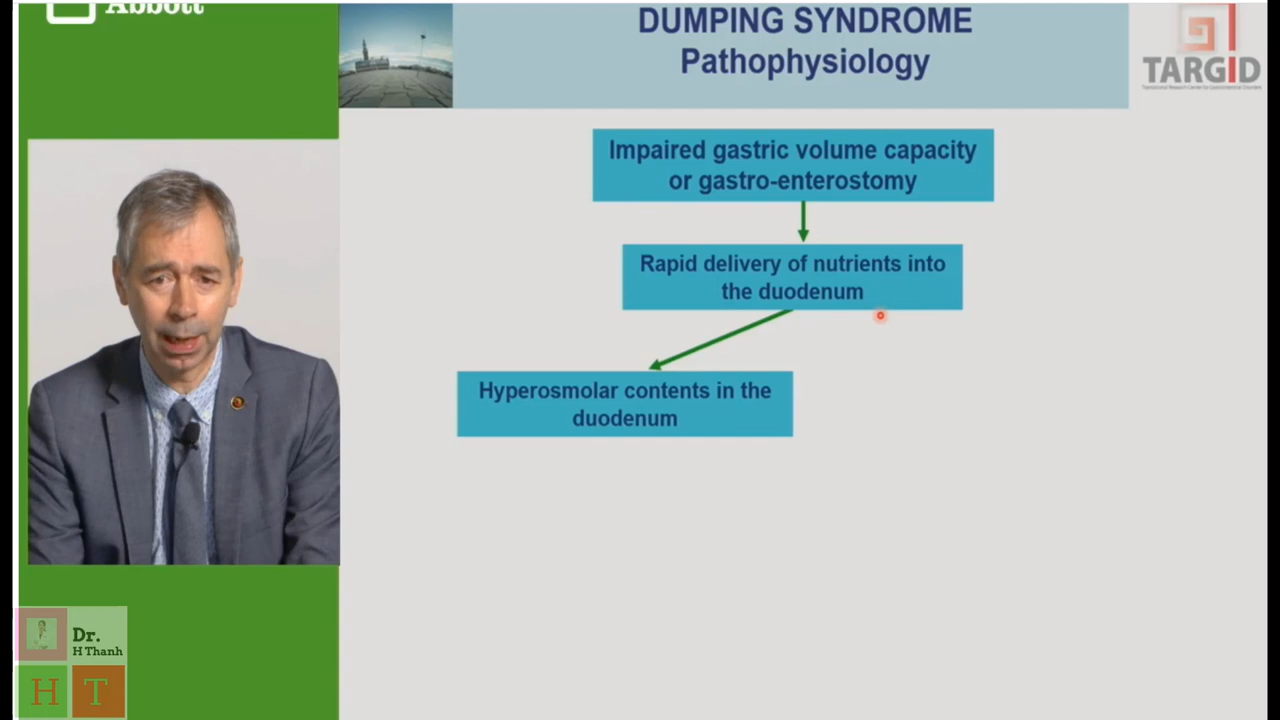 Abbott
DUMPING SYNDROME
Pathophysiology
TARGID
Impaired gastric volume capacity
or gastro-enterostomy
Rapid delivery of nutrients into
the duodenum
Hyperosmolar contents in the
duodenum
Dr.
H Thanh
H T